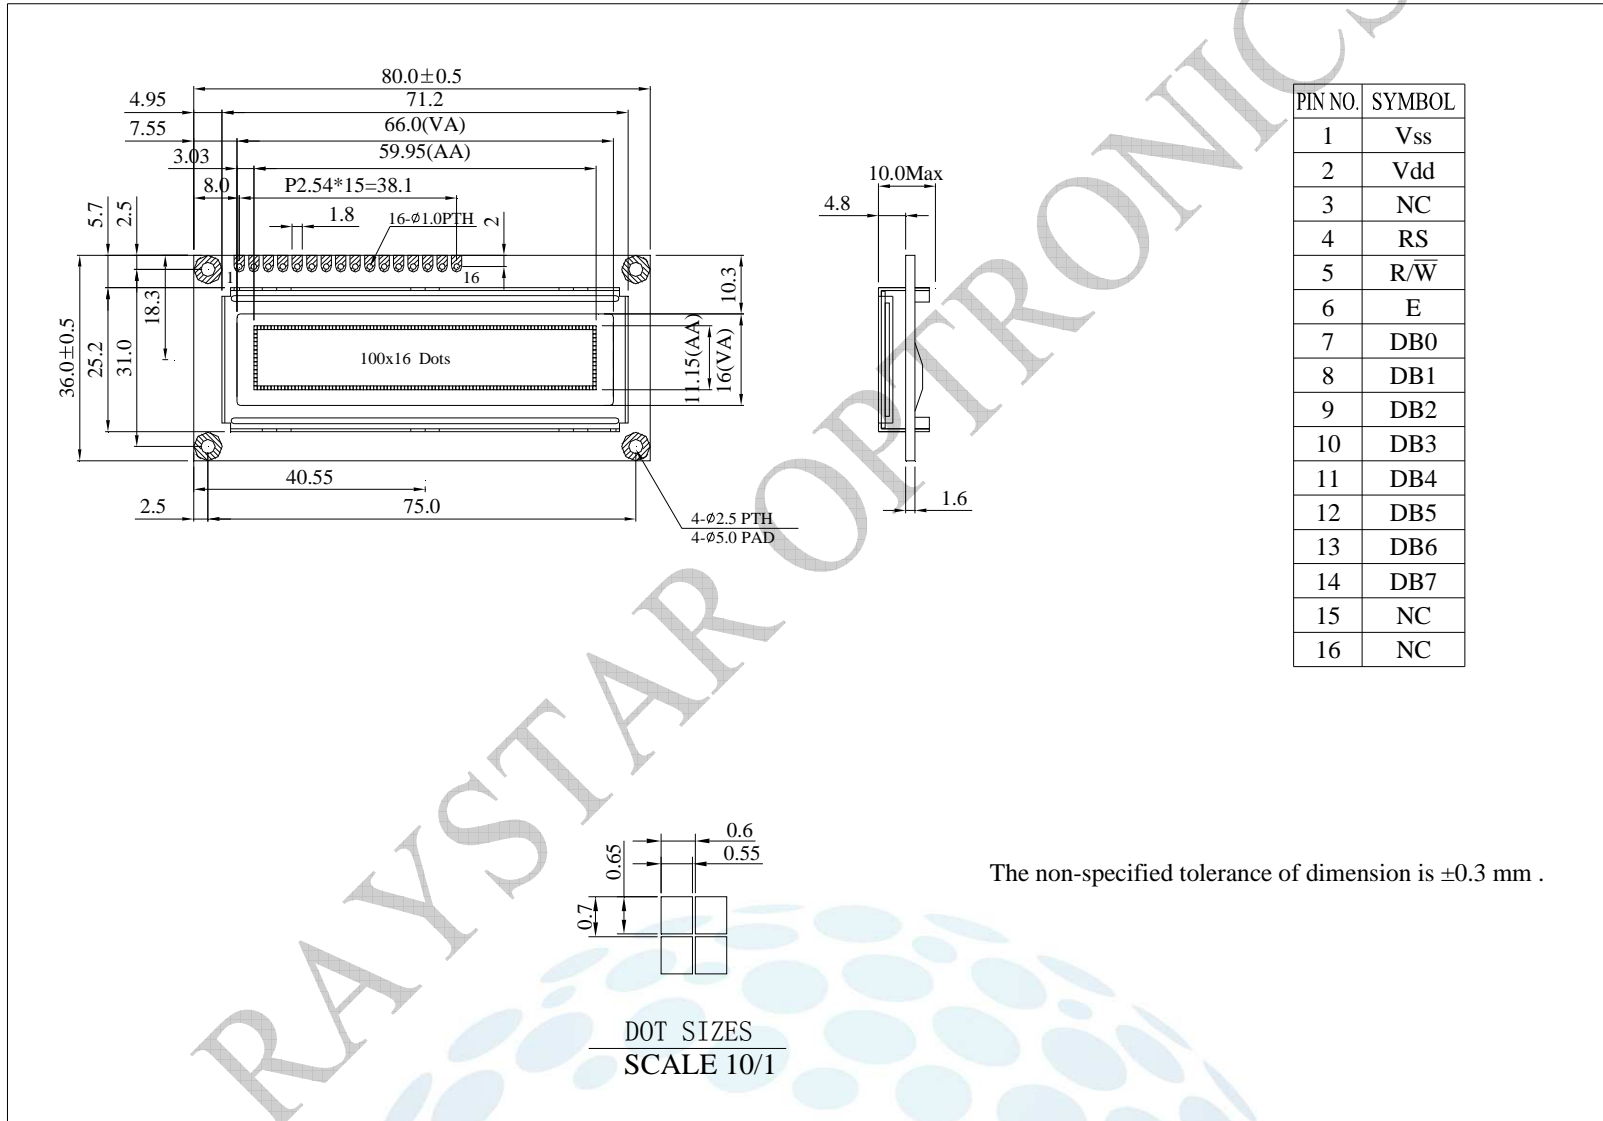 80.0±0.5
4.95
71.2
7.55
66.0(VA)
3.03
59.95(AA)
8.0
P2.54*15=38.1
5.7
2.5
1.8
16-Ø1.0PTH
2
1
16
10.3
18.3
36.0±0.5
25.2
31.0
100x16 Dots
11.15(AA)
16(VA)
40.55
2.5
75.0
4-Ø2.5 PTH
4-Ø5.0 PAD
10.0Max
4.8
1.6
PIN NO. SYMBOL
1 Vss
2 Vdd
3 NC
4 RS
5 R/W̅
6 E
7 DB0
8 DB1
9 DB2
10 DB3
11 DB4
12 DB5
13 DB6
14 DB7
15 NC
16 NC
0.6
0.55
0.65
0.7
The non-specified tolerance of dimension is ±0.3 mm .
DOT SIZES
SCALE 10/1
RAYSTAR OPTRONICS